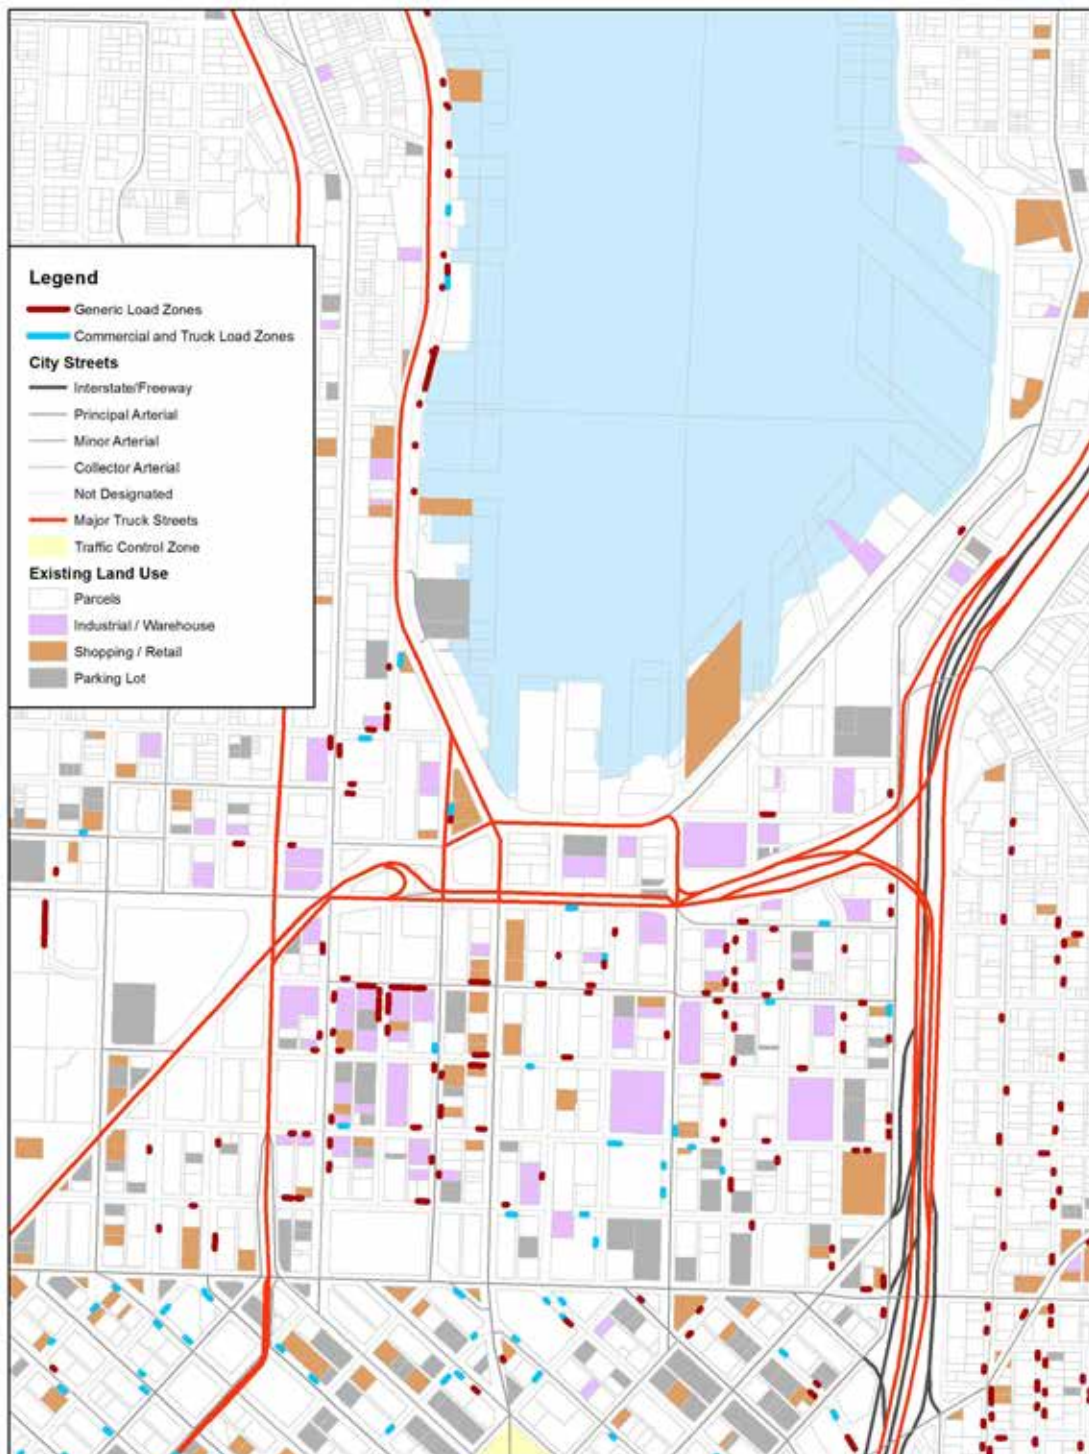 Legend
Generic Load Zones
Commercial and Truck Load Zones
City Streets
Interstate/Freeway
Principal Arterial
Minor Arterial
Collector Arterial
Not Designated
Major Truck Streets
Traffic Control Zone
Existing Land Use
Parcels
Industrial / Warehouse
Shopping / Retail
Parking Lot